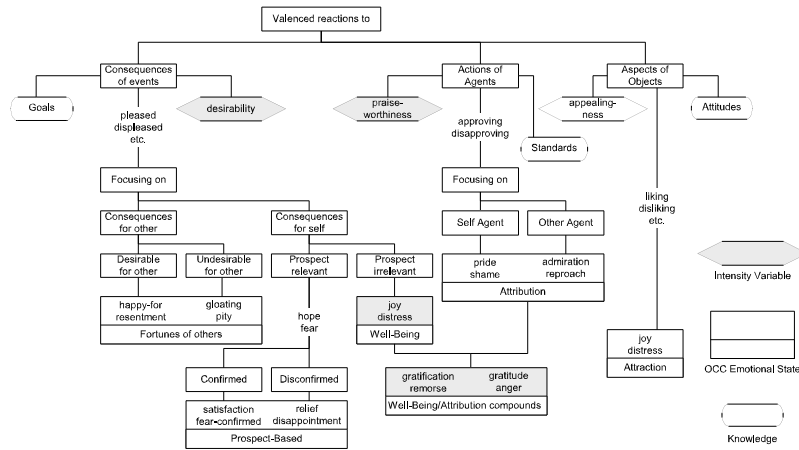 Valenced reactions to
Consequences
of events
Actions of
Agents
Aspects of
Objects
Goals
desirability
praise-
worthiness
appealing-
ness
Attitudes
pleased
displeased
etc.
approving
disapproving
Standards
Focusing on
Focusing on
liking
disliking
etc.
Consequences
for other
Consequences
for self
Self Agent
Other Agent
Desirable
for other
Undesirable
for other
Prospect
relevant
Prospect
irrelevant
pride
shame
admiration
reproach
Attribution
Intensity Variable
happy-for
resentment
gloating
pity
Fortunes of others
hope
fear
joy
distress
Well-Being
joy
distress
Attraction
OCC Emotional State
Confirmed
Disconfirmed
gratification
remorse
gratitude
anger
Well-Being/Attribution compounds
satisfaction
fear-confirmed
relief
disappointment
Prospect-Based
Knowledge